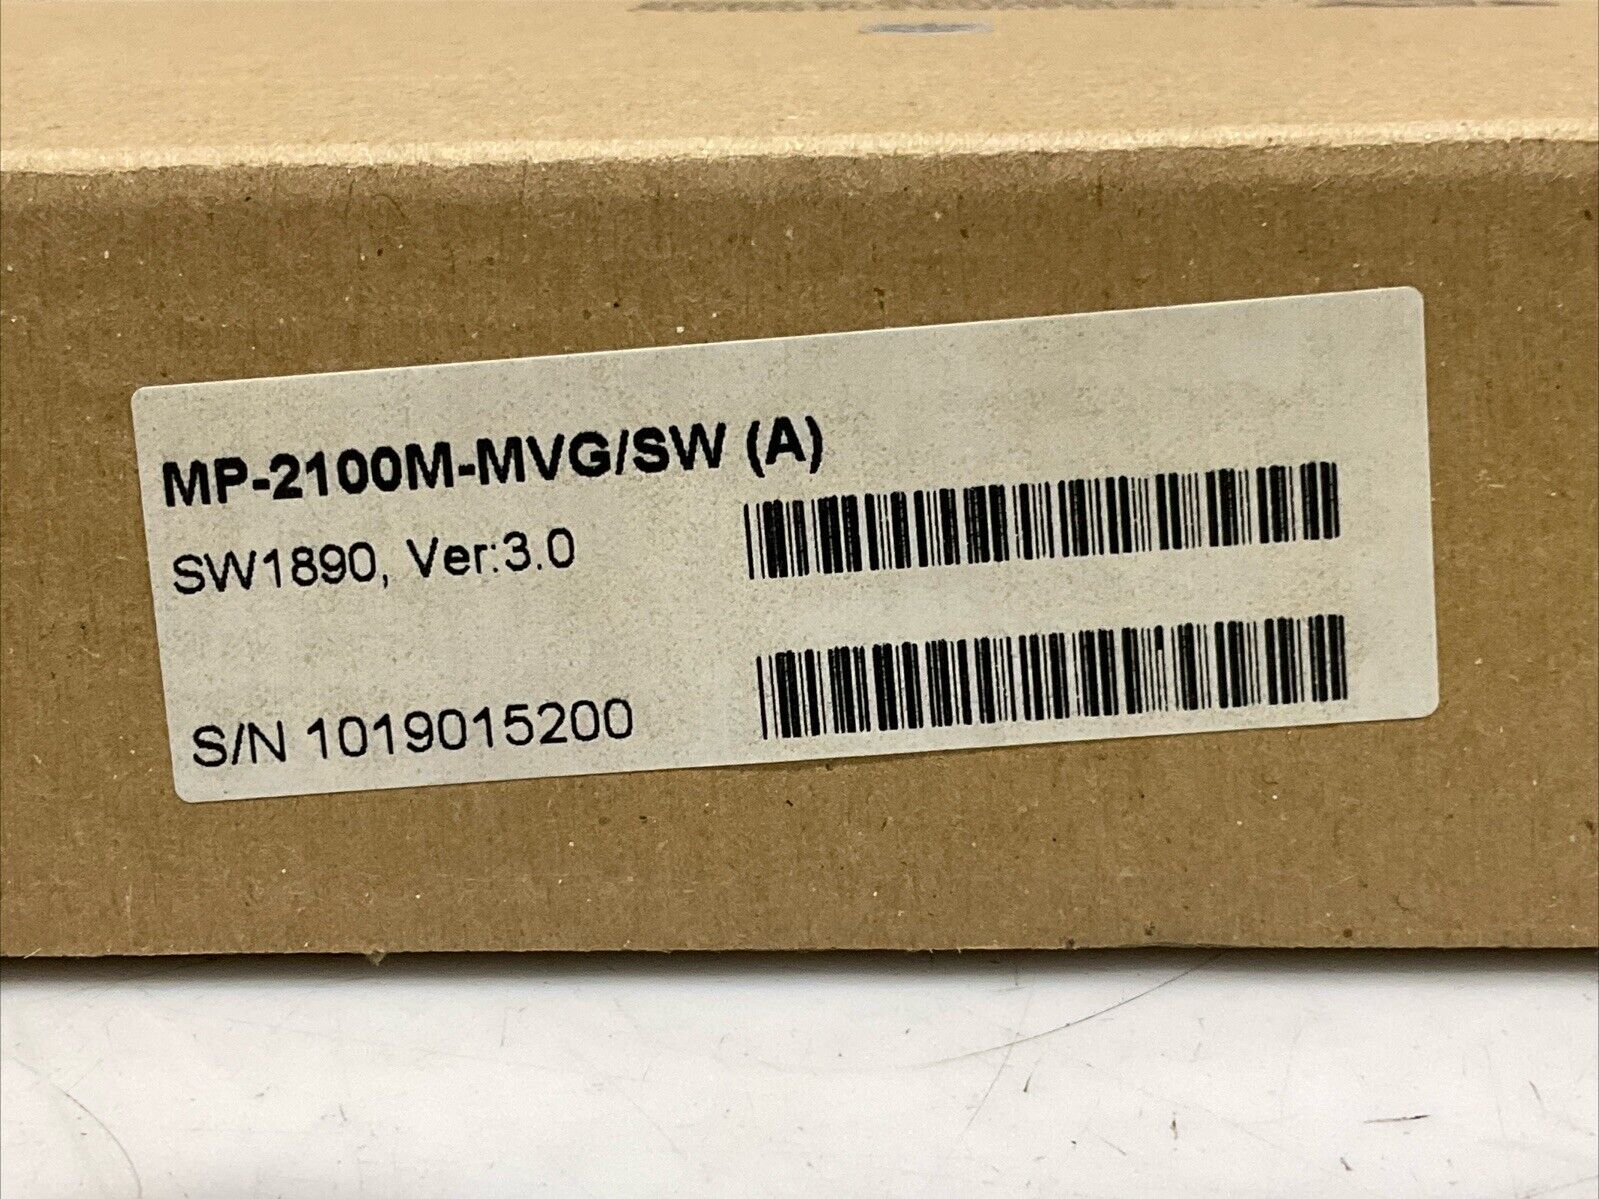 MP-2100M-MVG/SW (A)
SW1890, Ver:3.0
S/N 1019015200